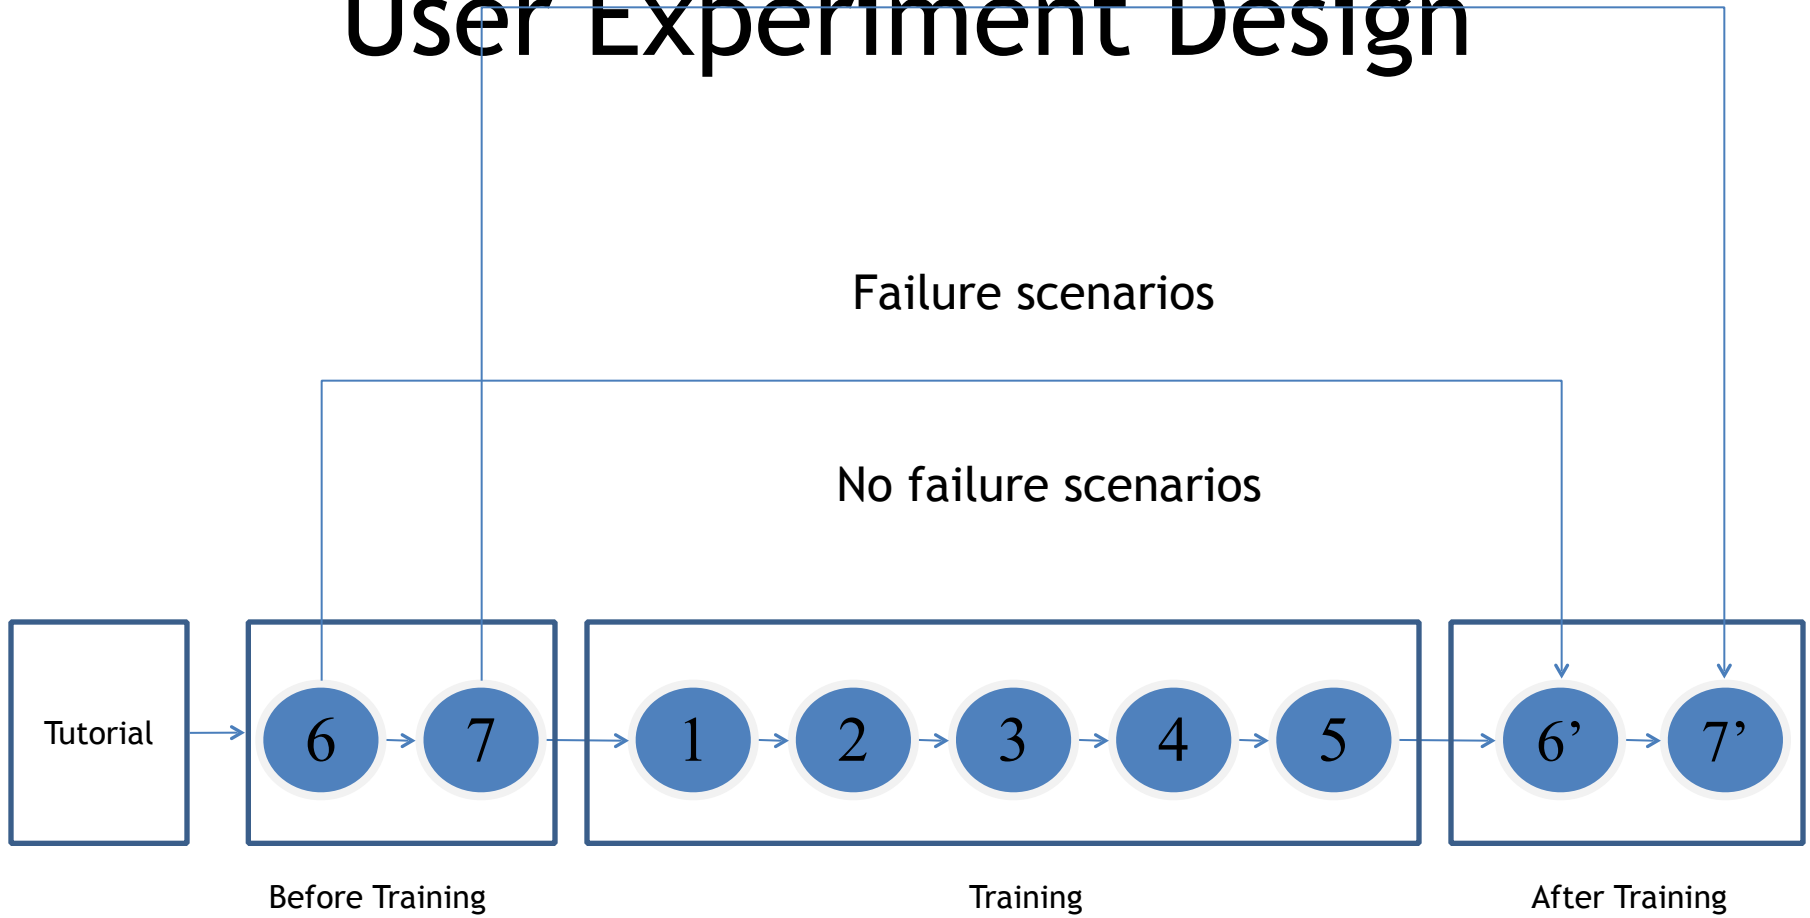 User Experiment Design
Failure scenarios
No failure scenarios
Tutorial
6
7
1
2
3
4
5
6’
7’
Before Training
Training
After Training